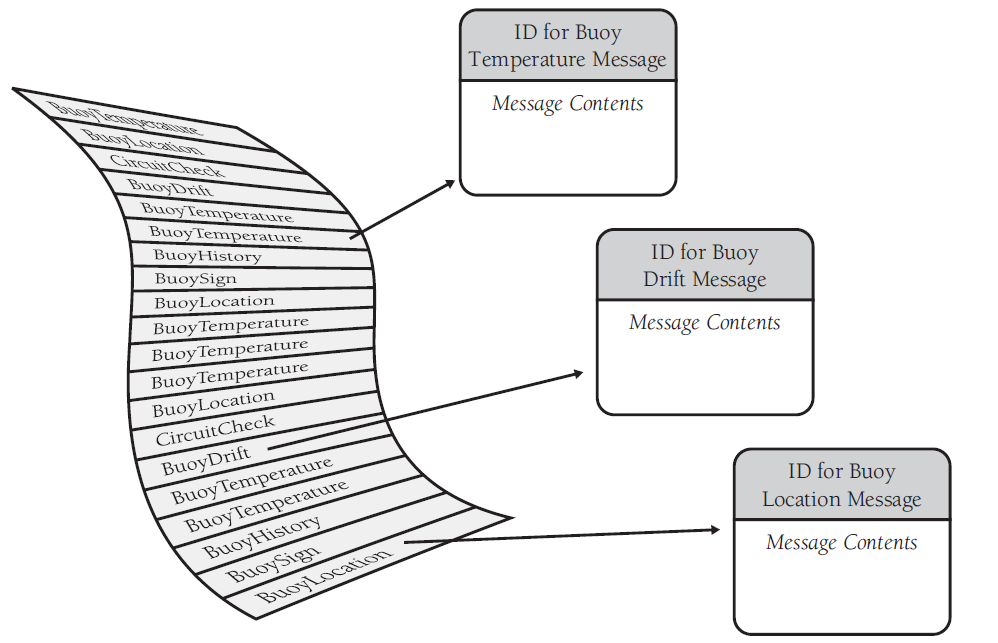 BuoyTemperature
BuoyLocation
CircuitCheck
BuoyDrift
BuoyTemperature
BuoyTemperature
BuoyHistory
BuoySign
BuoyLocation
BuoyTemperature
BuoyTemperature
BuoyTemperature
BuoyLocation
CircuitCheck
BuoyDrift
BuoyTemperature
BuoyTemperature
BuoyHistory
BuoySign
BuoyLocation
ID for Buoy
Temperature Message
Message Contents
ID for Buoy
Drift Message
Message Contents
ID for Buoy
Location Message
Message Contents